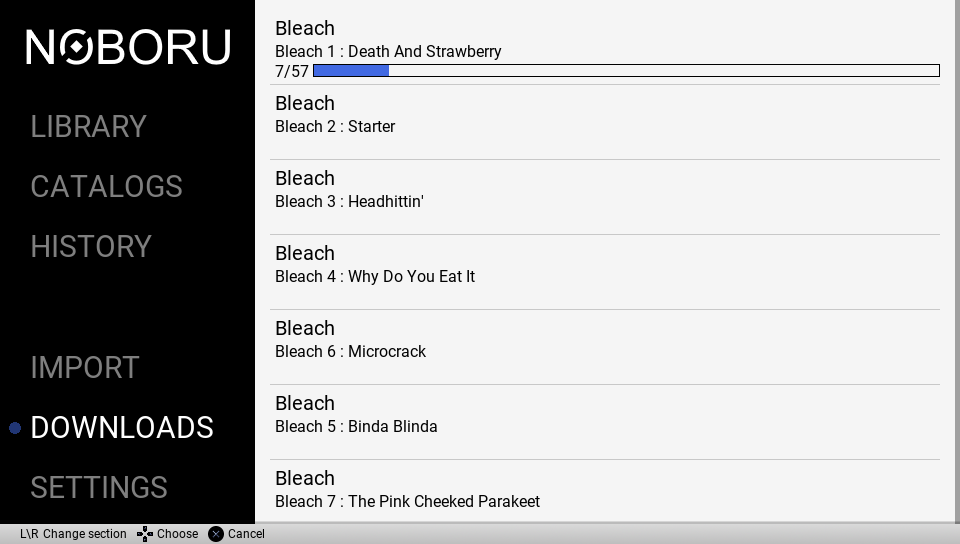 NOBORU
LIBRARY
CATALOGS
HISTORY
IMPORT
DOWNLOADS
SETTINGS
Bleach
Bleach 1 : Death And Strawberry
7/57
Bleach
Bleach 2 : Starter
Bleach
Bleach 3 : Headhittin'
Bleach
Bleach 4 : Why Do You Eat It
Bleach
Bleach 6 : Microcrack
Bleach
Bleach 5 : Binda Blinda
Bleach
Bleach 7 : The Pink Cheeked Parakeet
L\R Change section Choose Cancel